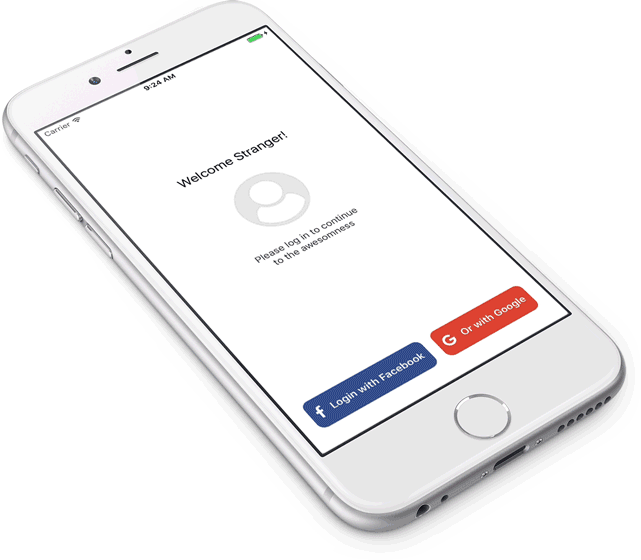 Carrier
9:24 AM
Welcome Stranger!
Please log in to continue
to the awesomness
Login with Facebook
Or with Google